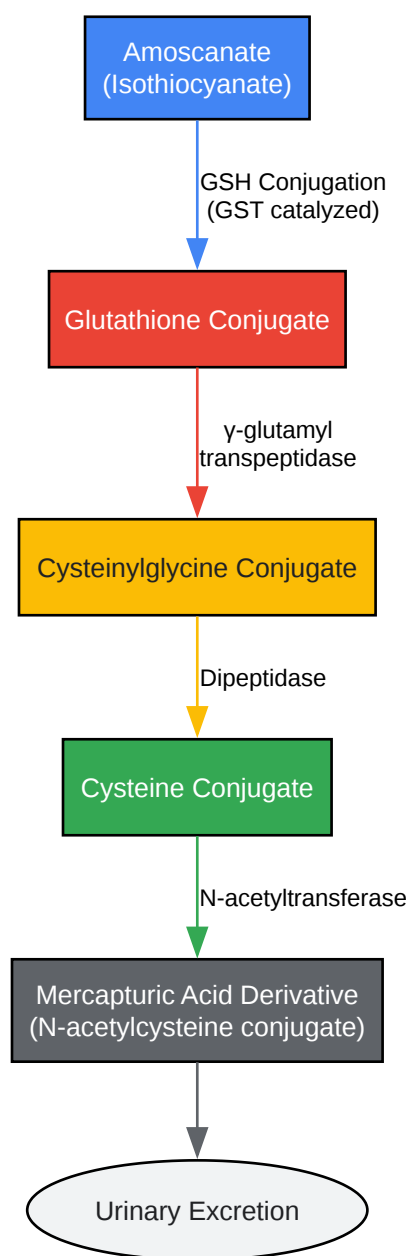 Amoscanate
(Isothiocyanate)
GSH Conjugation
(GST catalyzed)
Glutathione Conjugate
γ-glutamyl
transpeptidase
Cysteinylglycine Conjugate
Dipeptidase
Cysteine Conjugate
N-acetyltransferase
Mercapturic Acid Derivative
(N-acetylcysteine conjugate)
Urinary Excretion